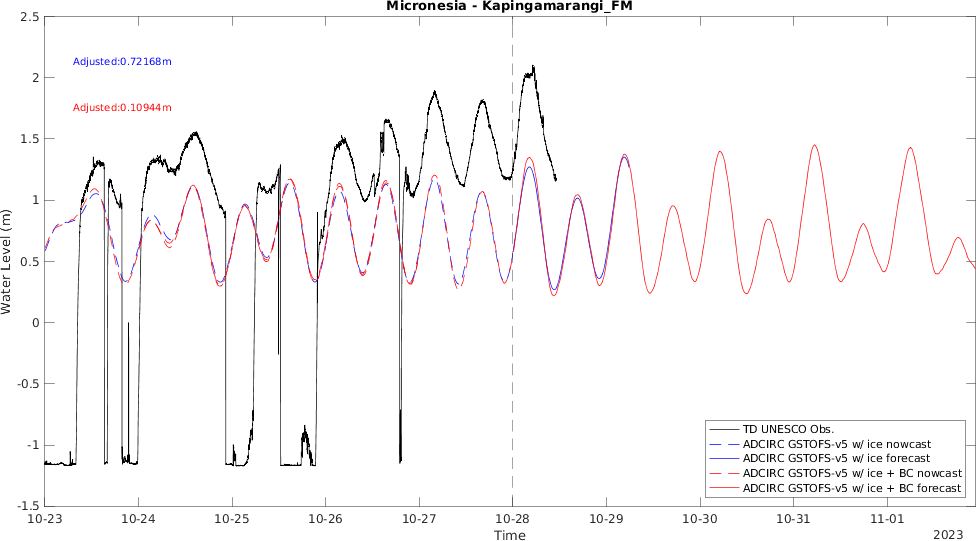 Micronesia - Kapingamarangi_FM
2.5
2
1.5
1
0.5
0
-0.5
-1
-1.5
Water Level (m)
Adjusted:0.72168m
Adjusted:0.10944m
TD UNESCO Obs.
ADCIRC GSTOFS-v5 w/ ice nowcast
ADCIRC GSTOFS-v5 w/ ice forecast
ADCIRC GSTOFS-v5 w/ ice + BC nowcast
ADCIRC GSTOFS-v5 w/ ice + BC forecast
10-23 10-24 10-25 10-26 10-27 10-28 10-29 10-30 10-31 11-01
Time
2023